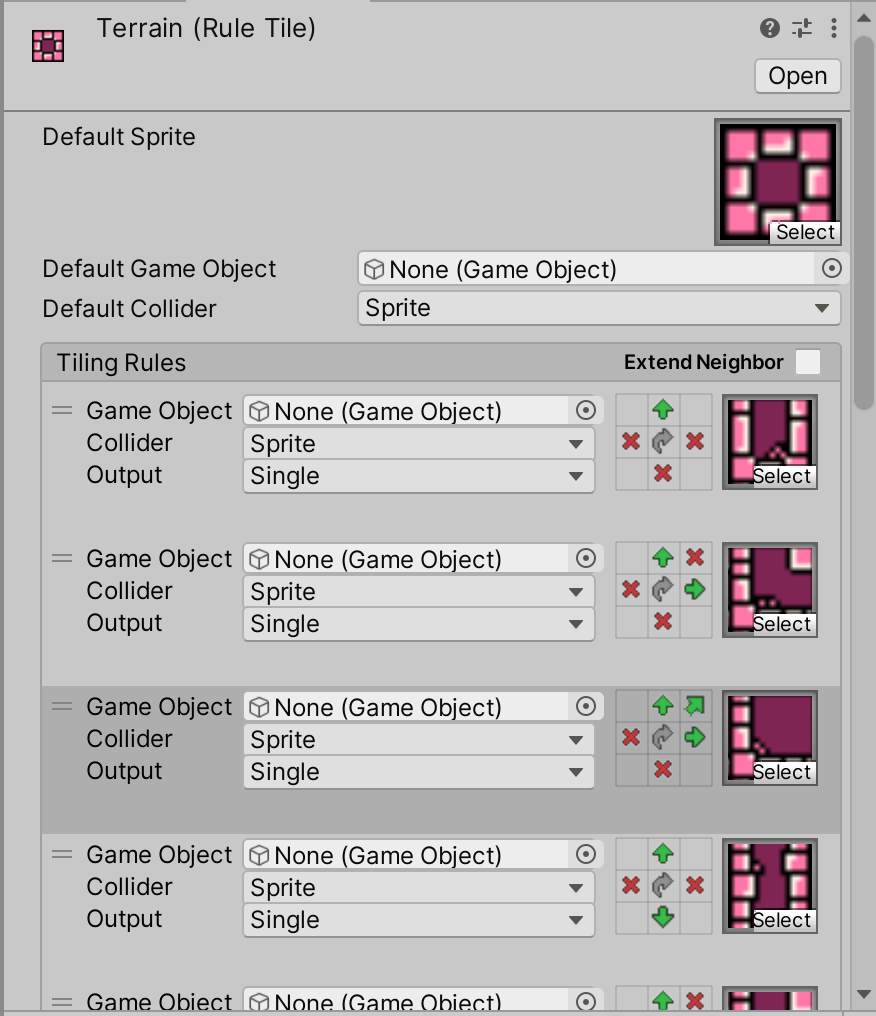 Terrain (Rule Tile)
Open
Default Sprite
Select
Default Game Object None (Game Object)
Default Collider Sprite
Tiling Rules Extend Neighbor
Game Object None (Game Object)
Collider Sprite
Output Single
Select
Game Object None (Game Object)
Collider Sprite
Output Single
Select
Game Object None (Game Object)
Collider Sprite
Output Single
Select
Game Object None (Game Object)
Collider Sprite
Output Single
Select
Game Object None (Game Object)